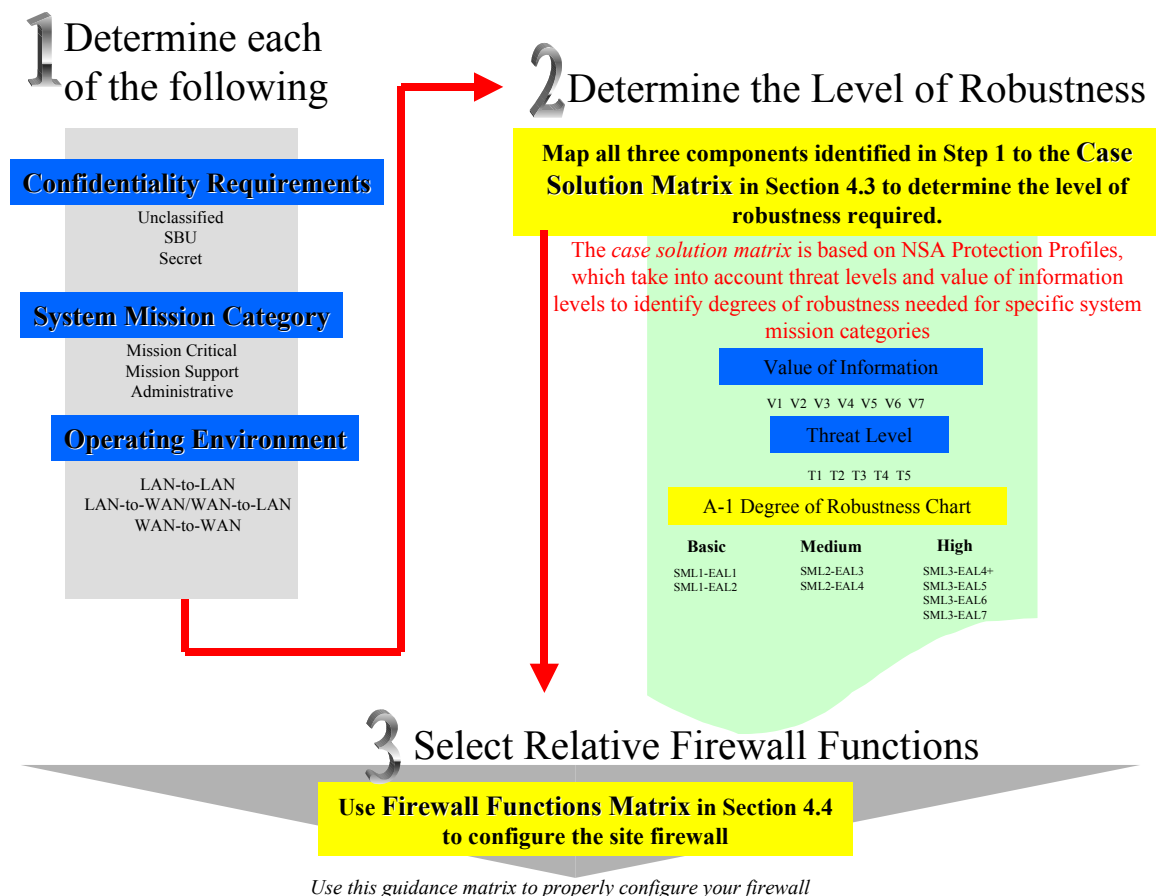 1 Determine each
of the following
Confidentiality Requirements
Unclassified
SBU
Secret
System Mission Category
Mission Critical
Mission Support
Administrative
Operating Environment
LAN-to-LAN
LAN-to-WAN/WAN-to-LAN
WAN-to-WAN
2 Determine the Level of Robustness
Map all three components identified in Step 1 to the Case
Solution Matrix in Section 4.3 to determine the level of
robustness required.
The case solution matrix is based on NSA Protection Profiles,
which take into account threat levels and value of information
levels to identify degrees of robustness needed for specific system
mission categories
Value of Information
V1 V2 V3 V4 V5 V6 V7
Threat Level
T1 T2 T3 T4 T5
A-1 Degree of Robustness Chart
Basic
SML1-EAL1
SML1-EAL2
Medium
SML2-EAL3
SML2-EAL4
High
SML3-EAL4+
SML3-EAL5
SML3-EAL6
SML3-EAL7
3 Select Relative Firewall Functions
Use Firewall Functions Matrix in Section 4.4
to configure the site firewall
Use this guidance matrix to properly configure your firewall